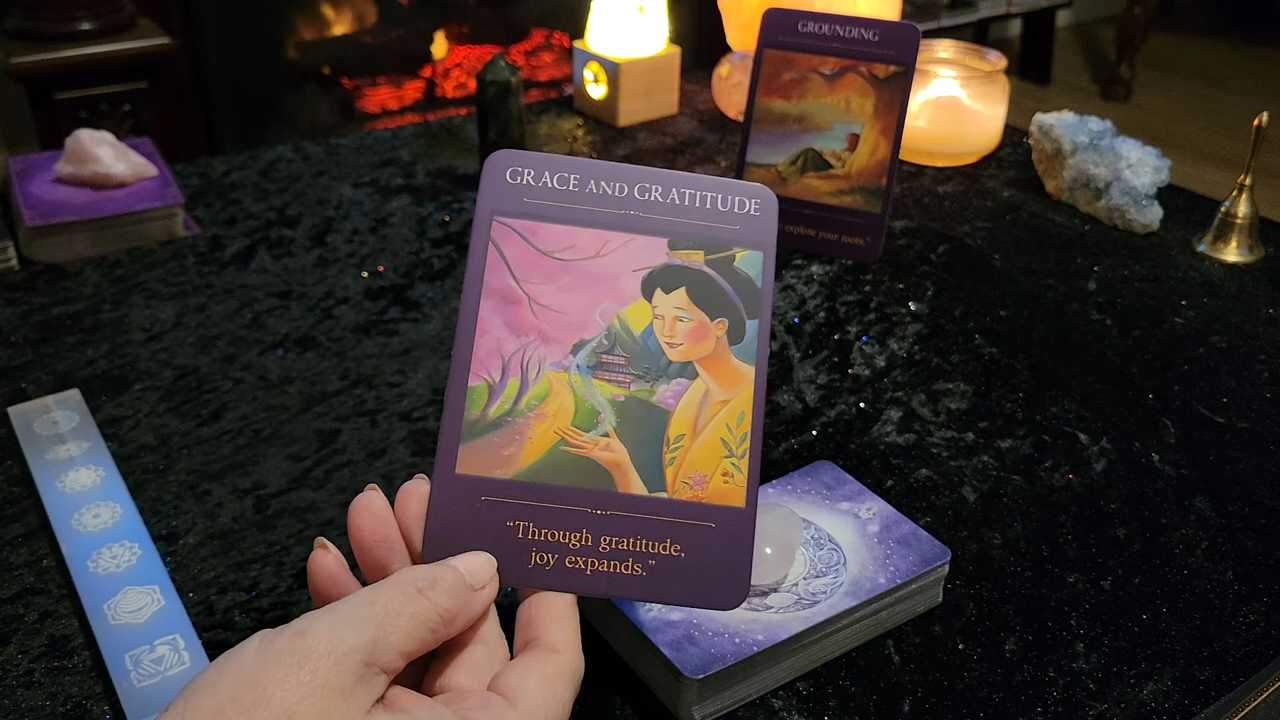 GROUNDING
GRACE AND GRATITUDE
explore your roots."
"Through gratitude,
joy expands."